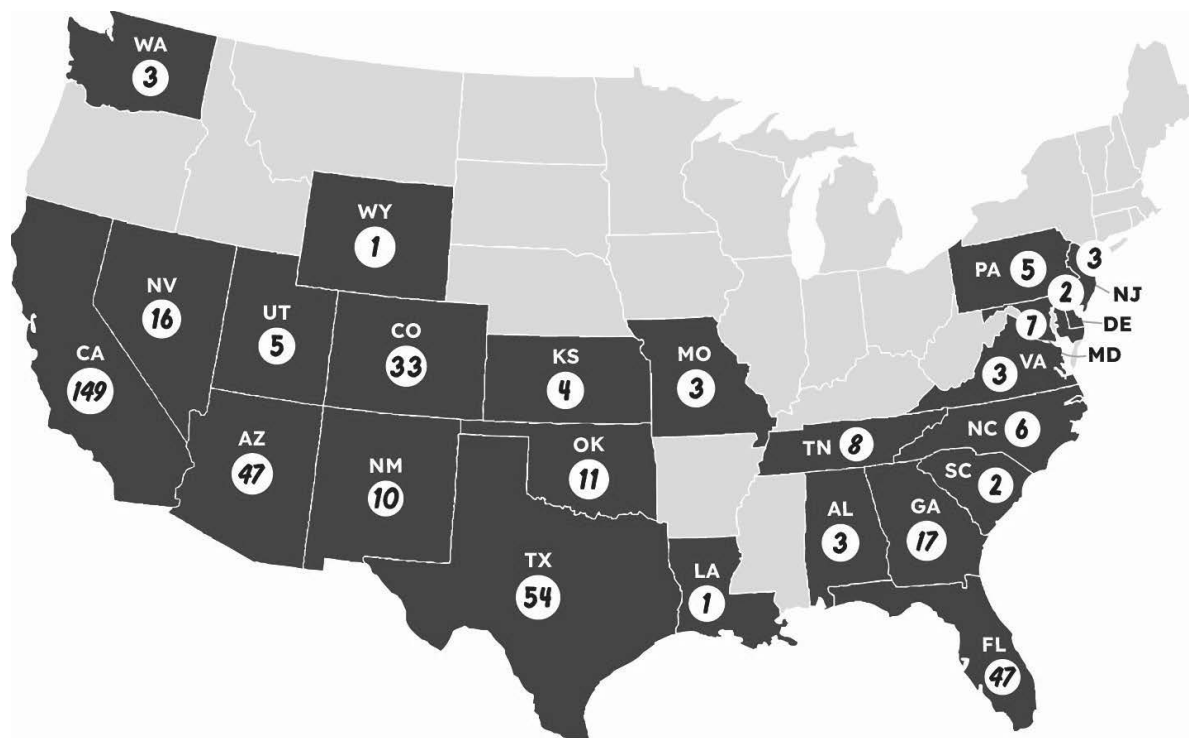 WA
3
WY
1
NV
16
UT
5
CO
33
CA
149
KS
4
MO
3
PA 5
3
NJ
2
DE
7
MD
3 VA
AZ
47
NM
10
OK
11
TN 8
NC 6
SC
2
AL
3
GA
17
TX
54
LA
1
FL
47